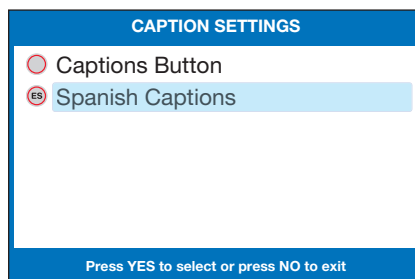 CAPTION SETTINGS
Captions Button
ES Spanish Captions
Press YES to select or press NO to exit